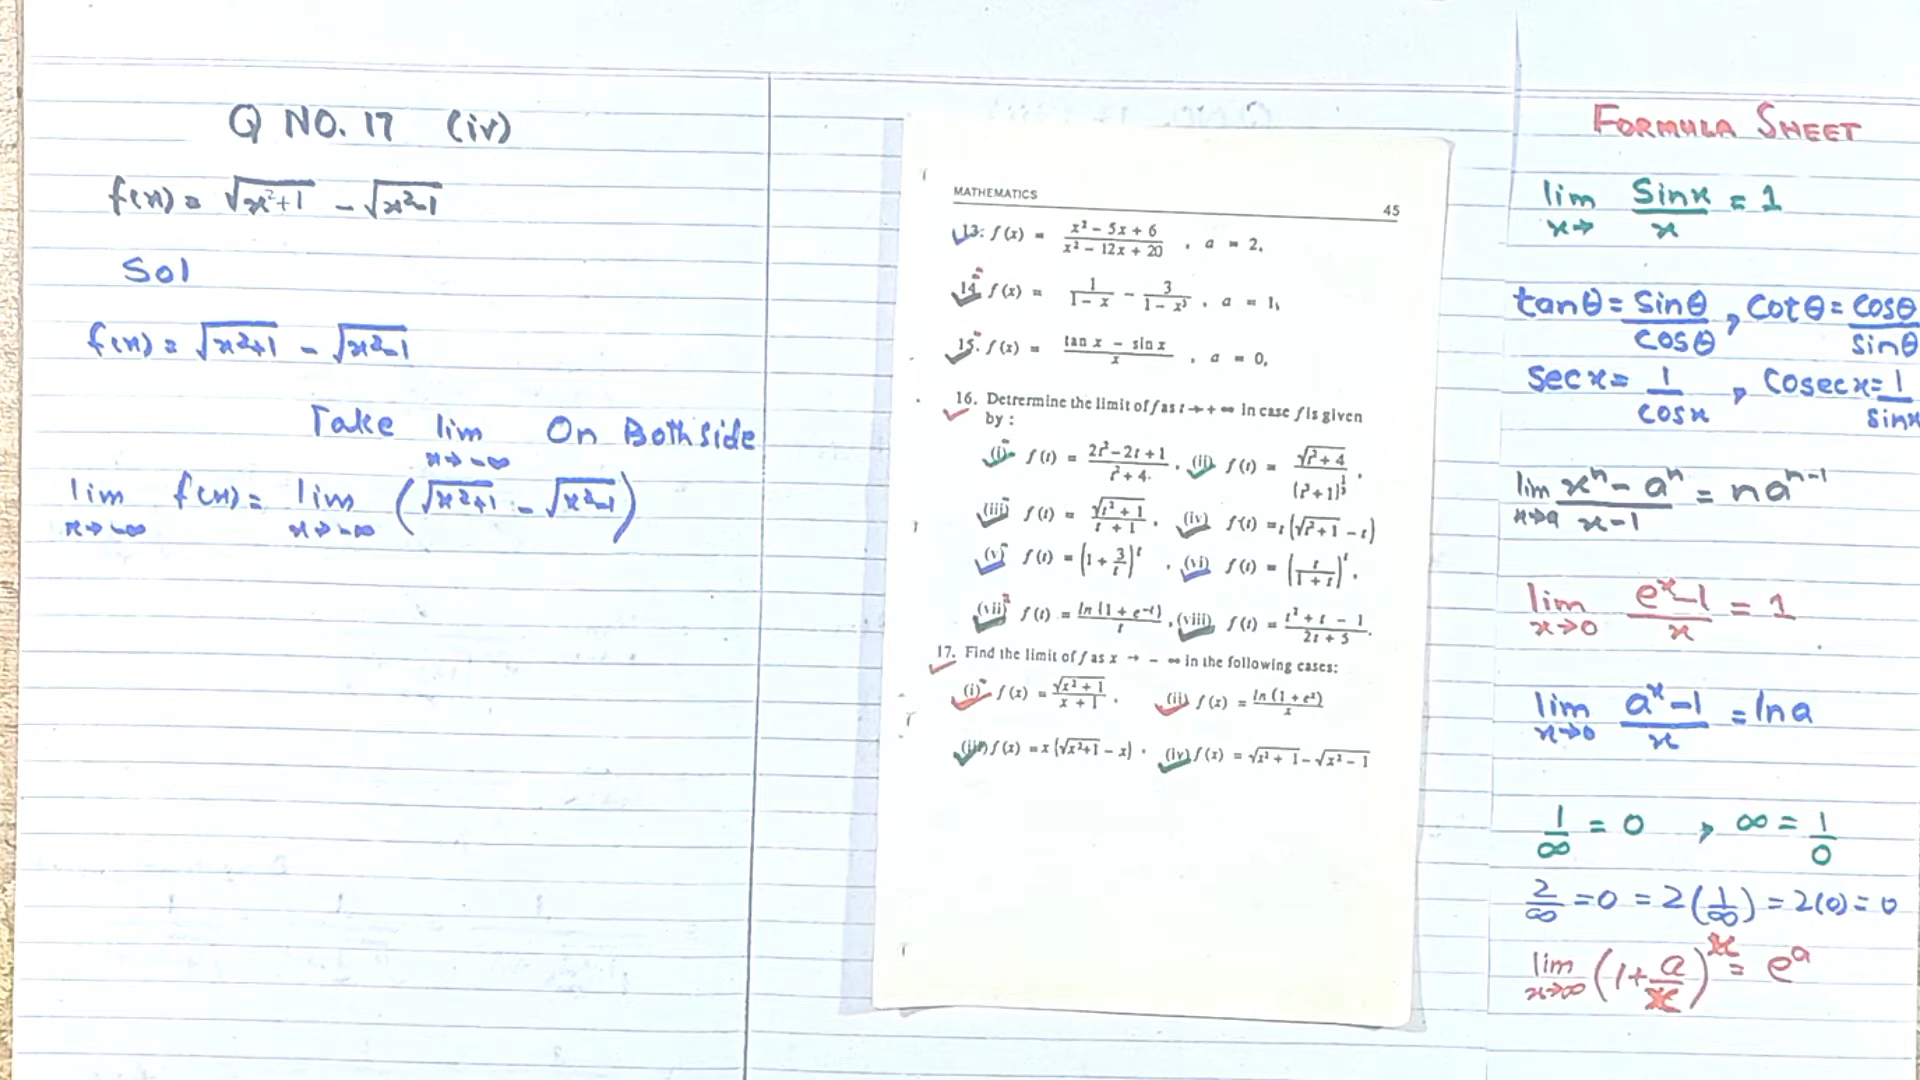 Q NO. 17 (iv)
f(x) = √x²+1 - √x²-1
Sol
f(x) = √x²+1 - √x²-1
Take lim x→-∞ On Both side
lim x→-∞ f(x) = lim x→-∞ (√x²+1 - √x²-1)
MATHEMATICS 45
13. f(x) = x² - 5x + 6 / x² - 12x + 20 , a = 2,
14. f(x) = 1 / 1 - x - 3 / 1 - x³ , a = 1,
15. f(x) = tan x - sin x / x , a = 0,
16. Detrermine the limit of f as t → + ∞ in case f is given
by :
(i) f(t) = 2t² - 2t + 1 / t² + 4. , (ii) f(t) = √t² + 4 / (t³ + 1)^1/3 ,
(iii) f(t) = √t² + 1 / t + 1 , (iv) f(t) = t (√t² + 1 - t)
(v) f(t) = (1 + 3/t)^t , (vi) f(t) = (t / 1 + t)^t ,
(vii) f(t) = ln (1 + e^-t) / t , (viii) f(t) = t² + t - 1 / 2t + 5 .
17. Find the limit of f as x → - ∞ in the following cases:
(i) f(x) = √x² + 1 / x + 1 , (ii) f(x) = ln (1 + eˣ) / x
(iii) f(x) = x (√x²+1 - x) , (iv) f(x) = √x² + 1 - √x² - 1
FORMULA SHEET
lim x→ Sinx / x = 1
tanθ = Sinθ / cosθ , Cotθ = cosθ / sinθ
Sec x = 1 / cosx , Cosec x = 1 / sinx
lim x→a xⁿ - aⁿ / x-1 = naⁿ⁻¹
lim x→0 eˣ-1 / x = 1
lim x→0 aˣ-1 / x = ln a
1/∞ = 0 , ∞ = 1/0
2/∞ = 0 = 2(1/∞) = 2(0) = 0
lim x→∞ (1 + a/x)ˣ = eᵃ